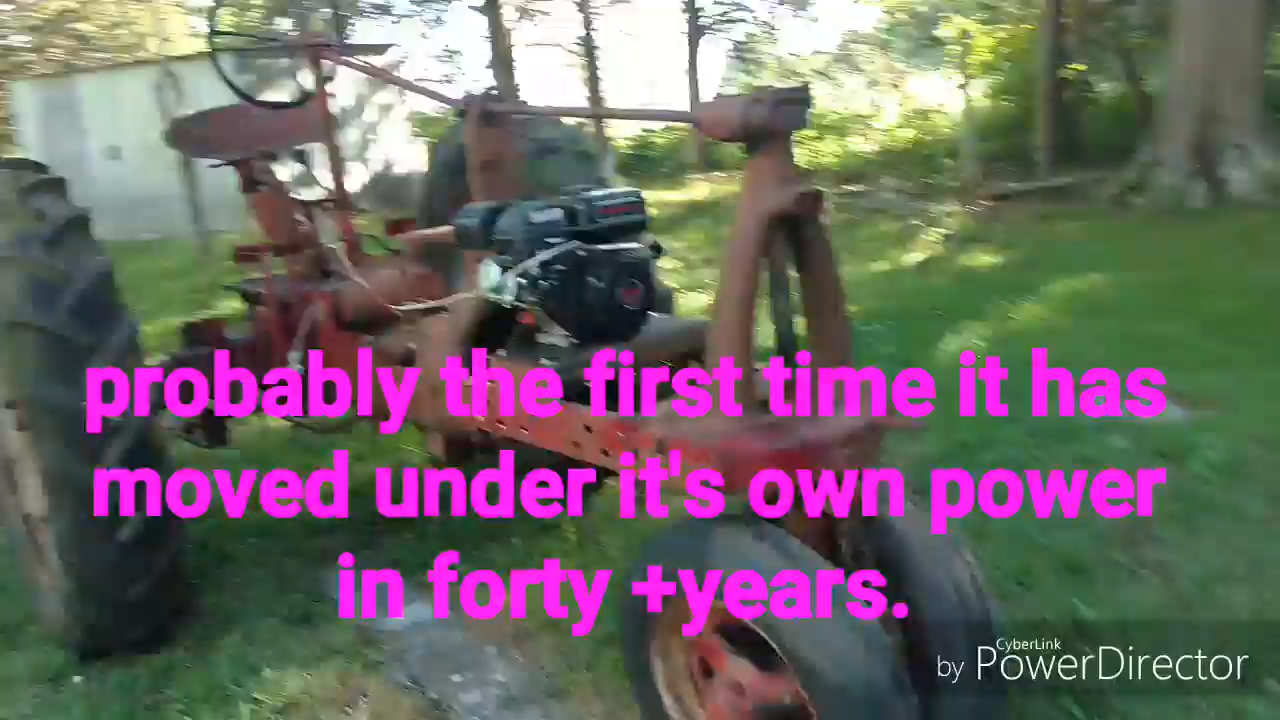 probably the first time it has
moved under it's own power
in forty +years.
CyberLink
by PowerDirector